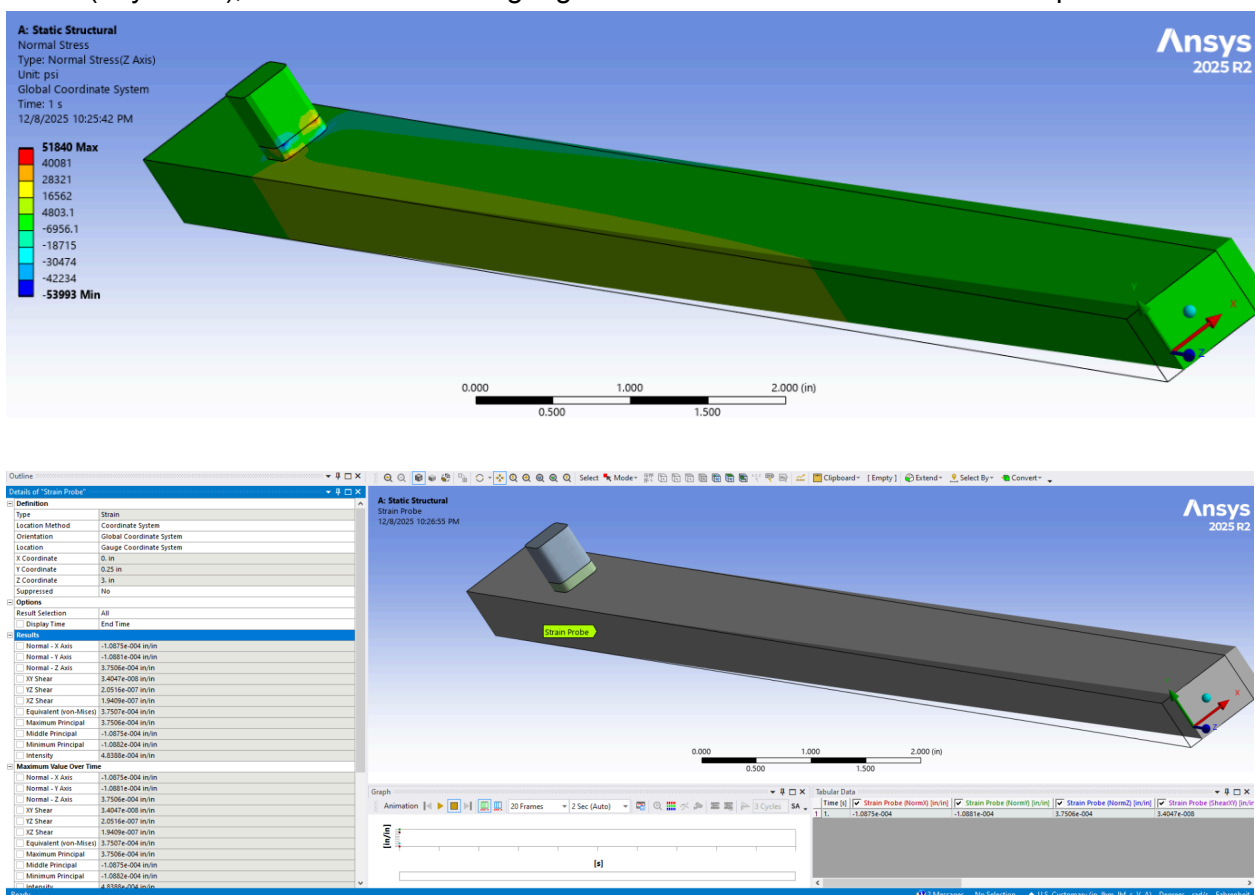 A: Static Structural
Normal Stress
Type: Normal Stress(Z Axis)
Unit: psi
Global Coordinate System
Time: 1 s
12/8/2025 10:25:42 PM
51840 Max
40081
28321
16562
4803.1
-6956.1
-18715
-30474
-42234
-53993 Min
Ansys
2025 R2
Y
X
Z
0.000 1.000 2.000 (in)
0.500 1.500
Outline
Details of "Strain Probe"
Definition
Type Strain
Location Method Coordinate System
Orientation Global Coordinate System
Location Gauge Coordinate System
X Coordinate 0. in
Y Coordinate 0.25 in
Z Coordinate 3. in
Suppressed No
Options
Result Selection All
Display Time End Time
Results
Normal - X Axis -1.0875e-004 in/in
Normal - Y Axis -1.0881e-004 in/in
Normal - Z Axis 3.7506e-004 in/in
XY Shear 3.4047e-008 in/in
YZ Shear 2.0516e-007 in/in
XZ Shear 1.9409e-007 in/in
Equivalent (von-Mises) 3.7507e-004 in/in
Maximum Principal 3.7506e-004 in/in
Middle Principal -1.0875e-004 in/in
Minimum Principal -1.0882e-004 in/in
Intensity 4.8388e-004 in/in
Maximum Value Over Time
Normal - X Axis -1.0875e-004 in/in
Normal - Y Axis -1.0881e-004 in/in
Normal - Z Axis 3.7506e-004 in/in
XY Shear 3.4047e-008 in/in
YZ Shear 2.0516e-007 in/in
XZ Shear 1.9409e-007 in/in
Equivalent (von-Mises) 3.7507e-004 in/in
Maximum Principal 3.7506e-004 in/in
Middle Principal -1.0875e-004 in/in
Minimum Principal -1.0882e-004 in/in
Intensity 4.8388e-004 in/in
Select Mode Clipboard [Empty] Extend Select By Convert
A: Static Structural
Strain Probe
12/8/2025 10:26:55 PM
Ansys
2025 R2
Strain Probe
X
Z
0.000 1.000 2.000 (in)
0.500 1.500
Graph
Animation 20 Frames 2 Sec (Auto) 3 Cycles
[in/in]
[s]
Tabular Data
Time [s] Strain Probe (NormX) [in/in] Strain Probe (NormY) [in/in] Strain Probe (NormZ) [in/in] Strain Probe (ShearXY) [in/in
1 1. -1.0875e-004 -1.0881e-004 3.7506e-004 3.4047e-008
Ready
Messages No Selection U.S. Customary (in, lbm, lbf, s, V, A) Degrees rad/s Fahrenheit